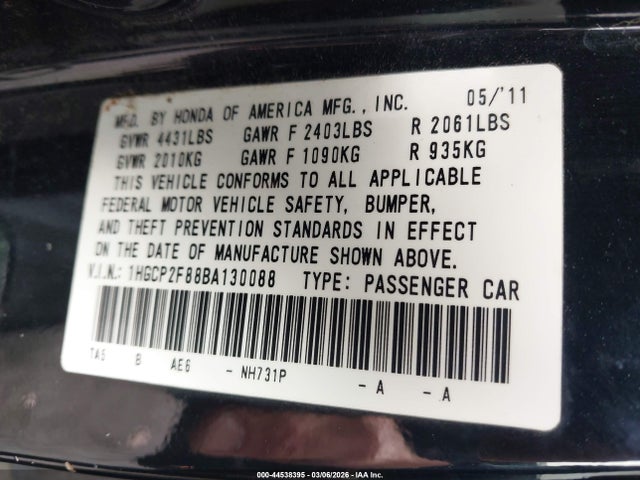 MFD. BY HONDA OF AMERICA MFG., INC. 05/'11
GVWR 4431LBS GAWR F 2403LBS R 2061LBS
GVWR 2010KG GAWR F 1090KG R 935KG
THIS VEHICLE CONFORMS TO ALL APPLICABLE
FEDERAL MOTOR VEHICLE SAFETY, BUMPER,
AND THEFT PREVENTION STANDARDS IN EFFECT
ON THE DATE OF MANUFACTURE SHOWN ABOVE.
V.I.N.: 1HGCP2F88BA130088 TYPE: PASSENGER CAR
TA5 B AE6 - NH731P - A - A
000-44538395 - 03/06/2026 - IAA Inc.